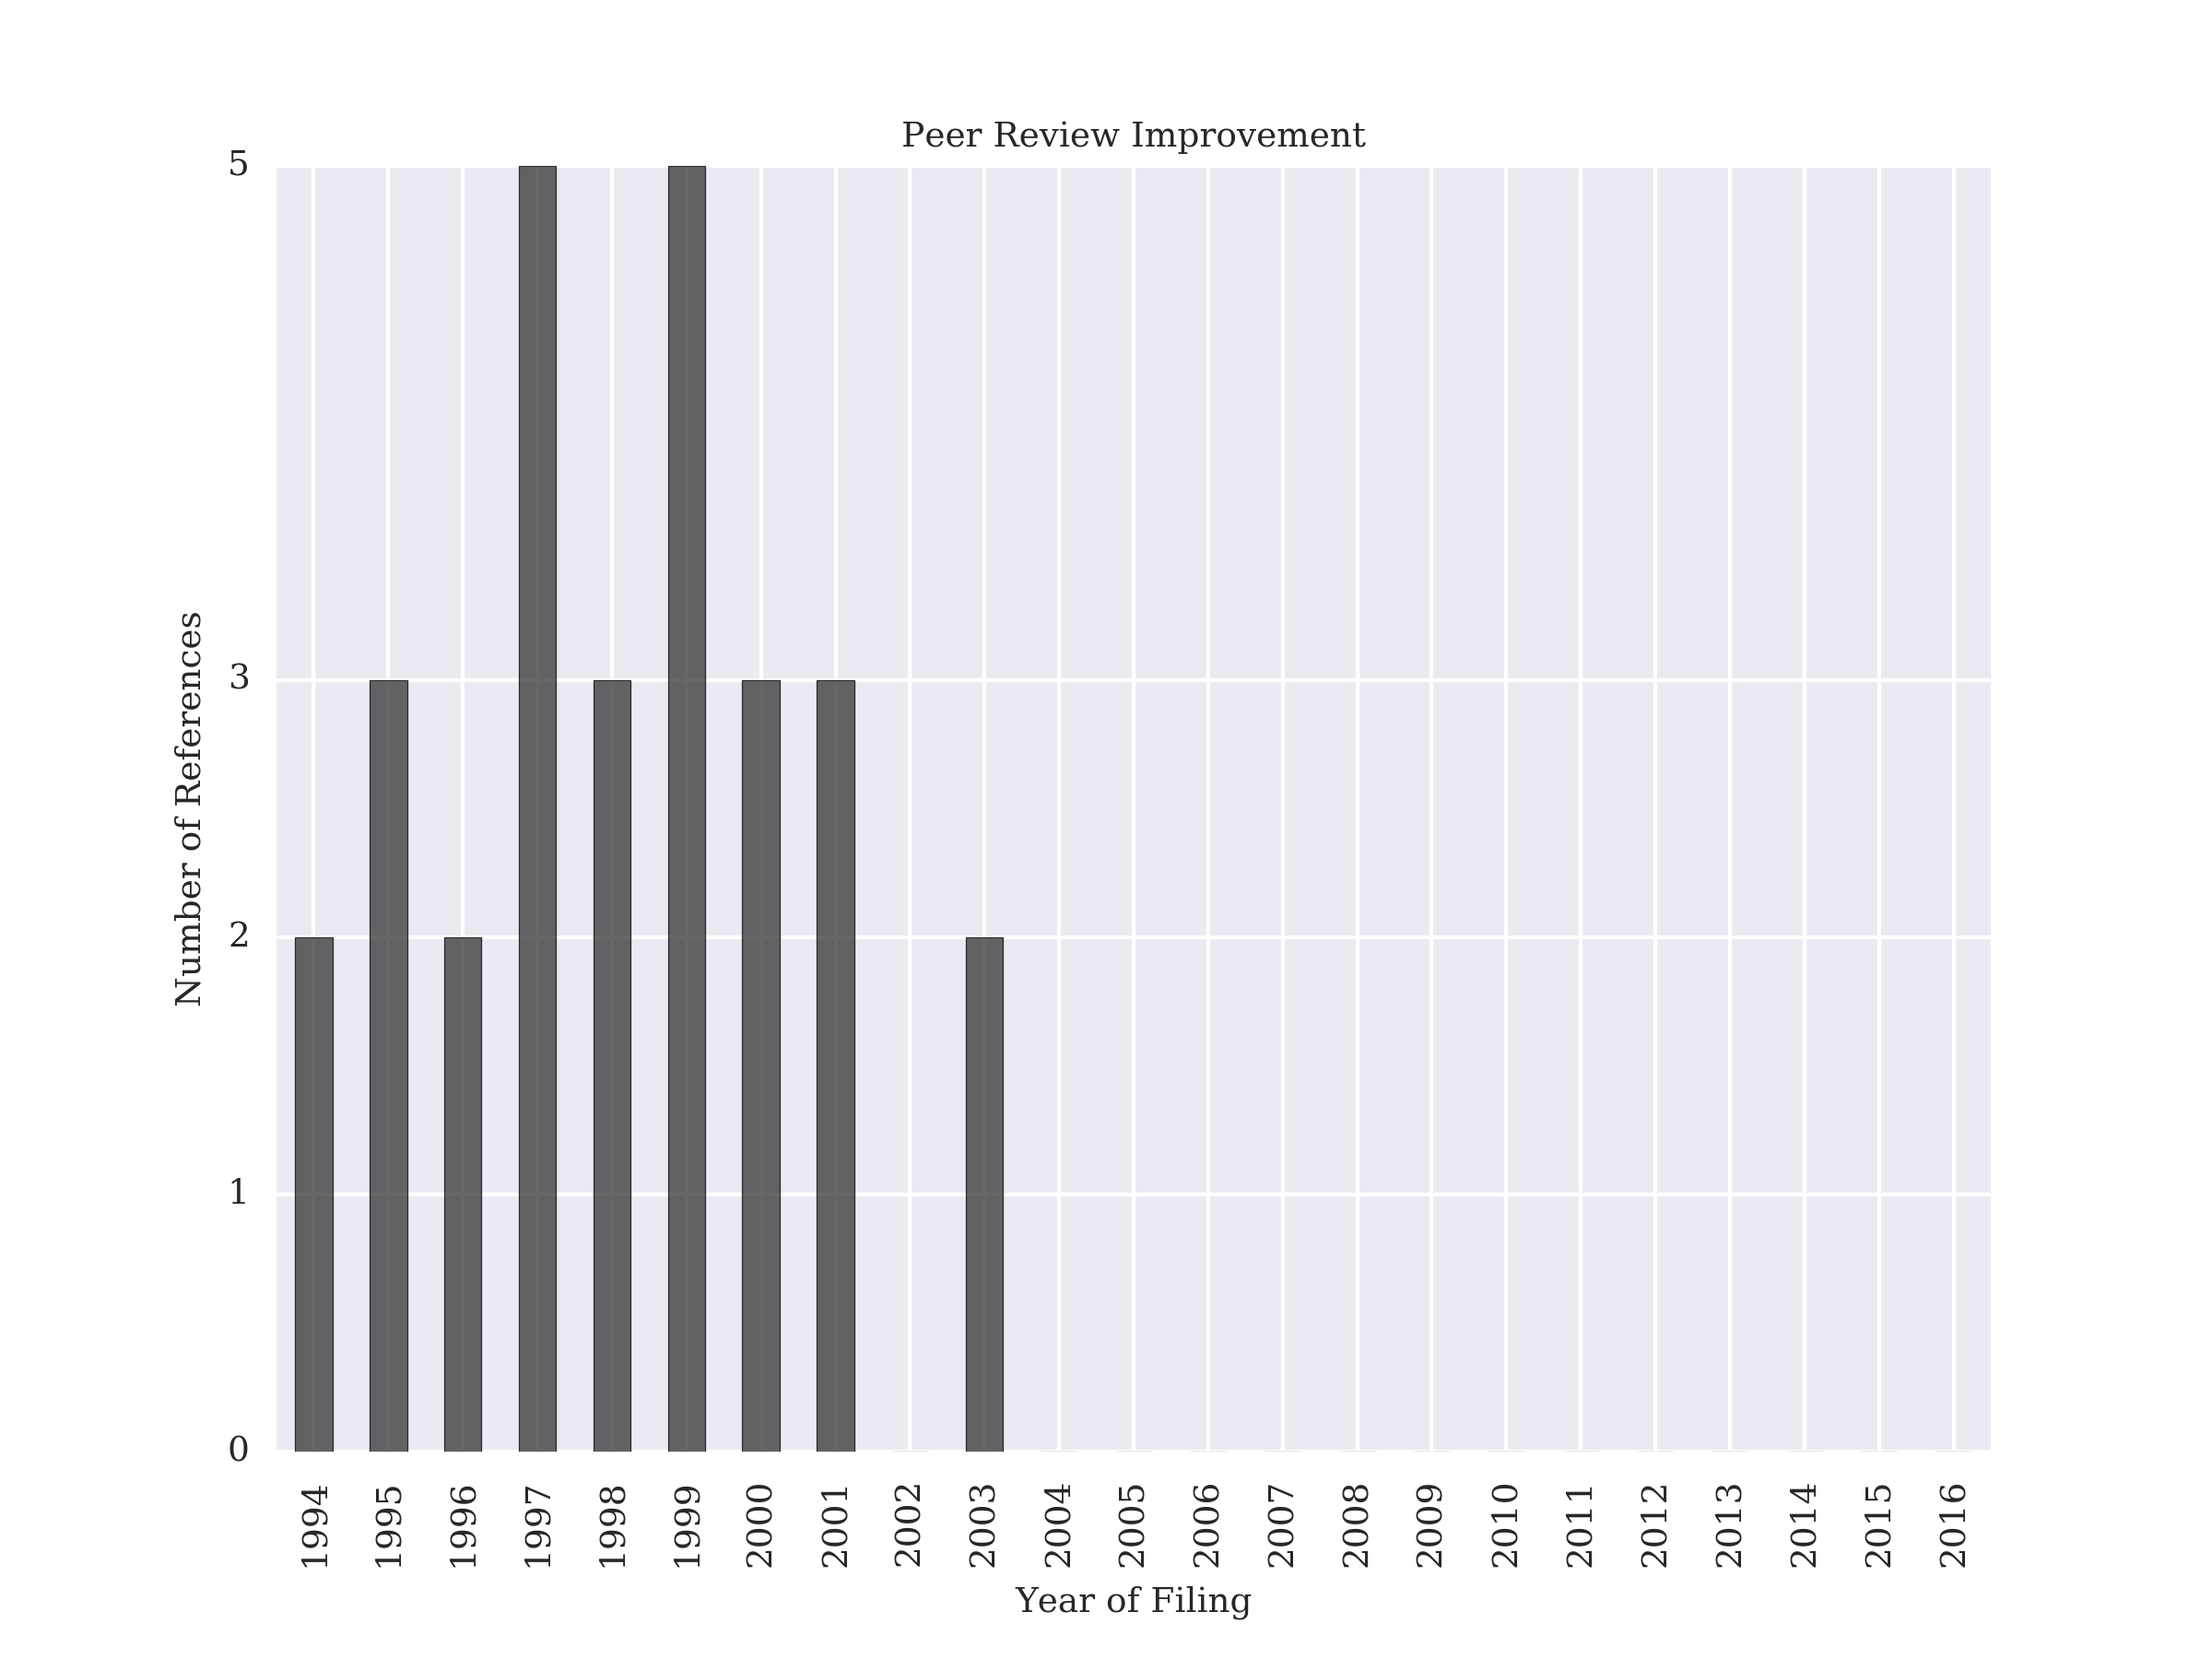 Peer Review Improvement
5
3
2
1
0
Number of References
1994 1995 1996 1997 1998 1999 2000 2001 2002 2003 2004 2005 2006 2007 2008 2009 2010 2011 2012 2013 2014 2015 2016
Year of Filing